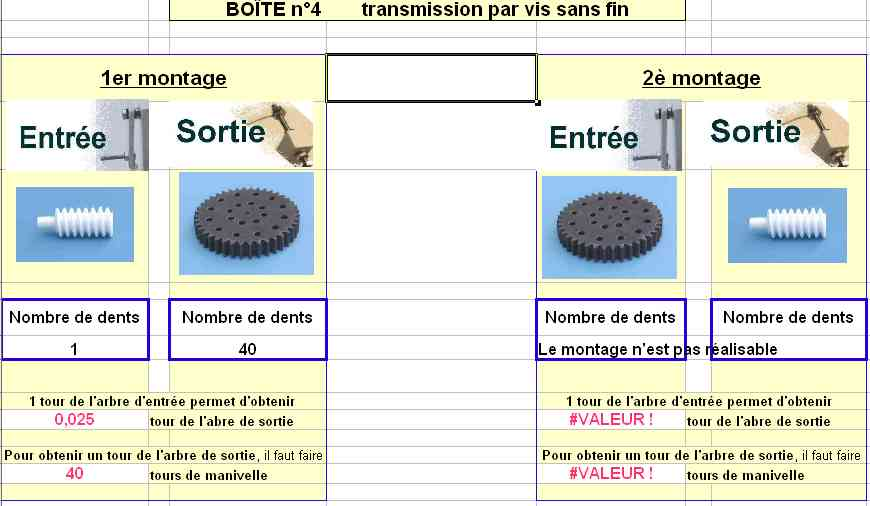 BOÎTE n°4 transmission par vis sans fin
1er montage
2è montage
Entrée
Sortie
Entrée
Sortie
Nombre de dents
Nombre de dents
Nombre de dents
Nombre de dents
1
40
Le montage n'est pas réalisable
1 tour de l'arbre d'entrée permet d'obtenir
1 tour de l'arbre d'entrée permet d'obtenir
0,025 tour de l'abre de sortie
#VALEUR ! tour de l'abre de sortie
Pour obtenir un tour de l'arbre de sortie, il faut faire
Pour obtenir un tour de l'arbre de sortie, il faut faire
40 tours de manivelle
#VALEUR ! tours de manivelle